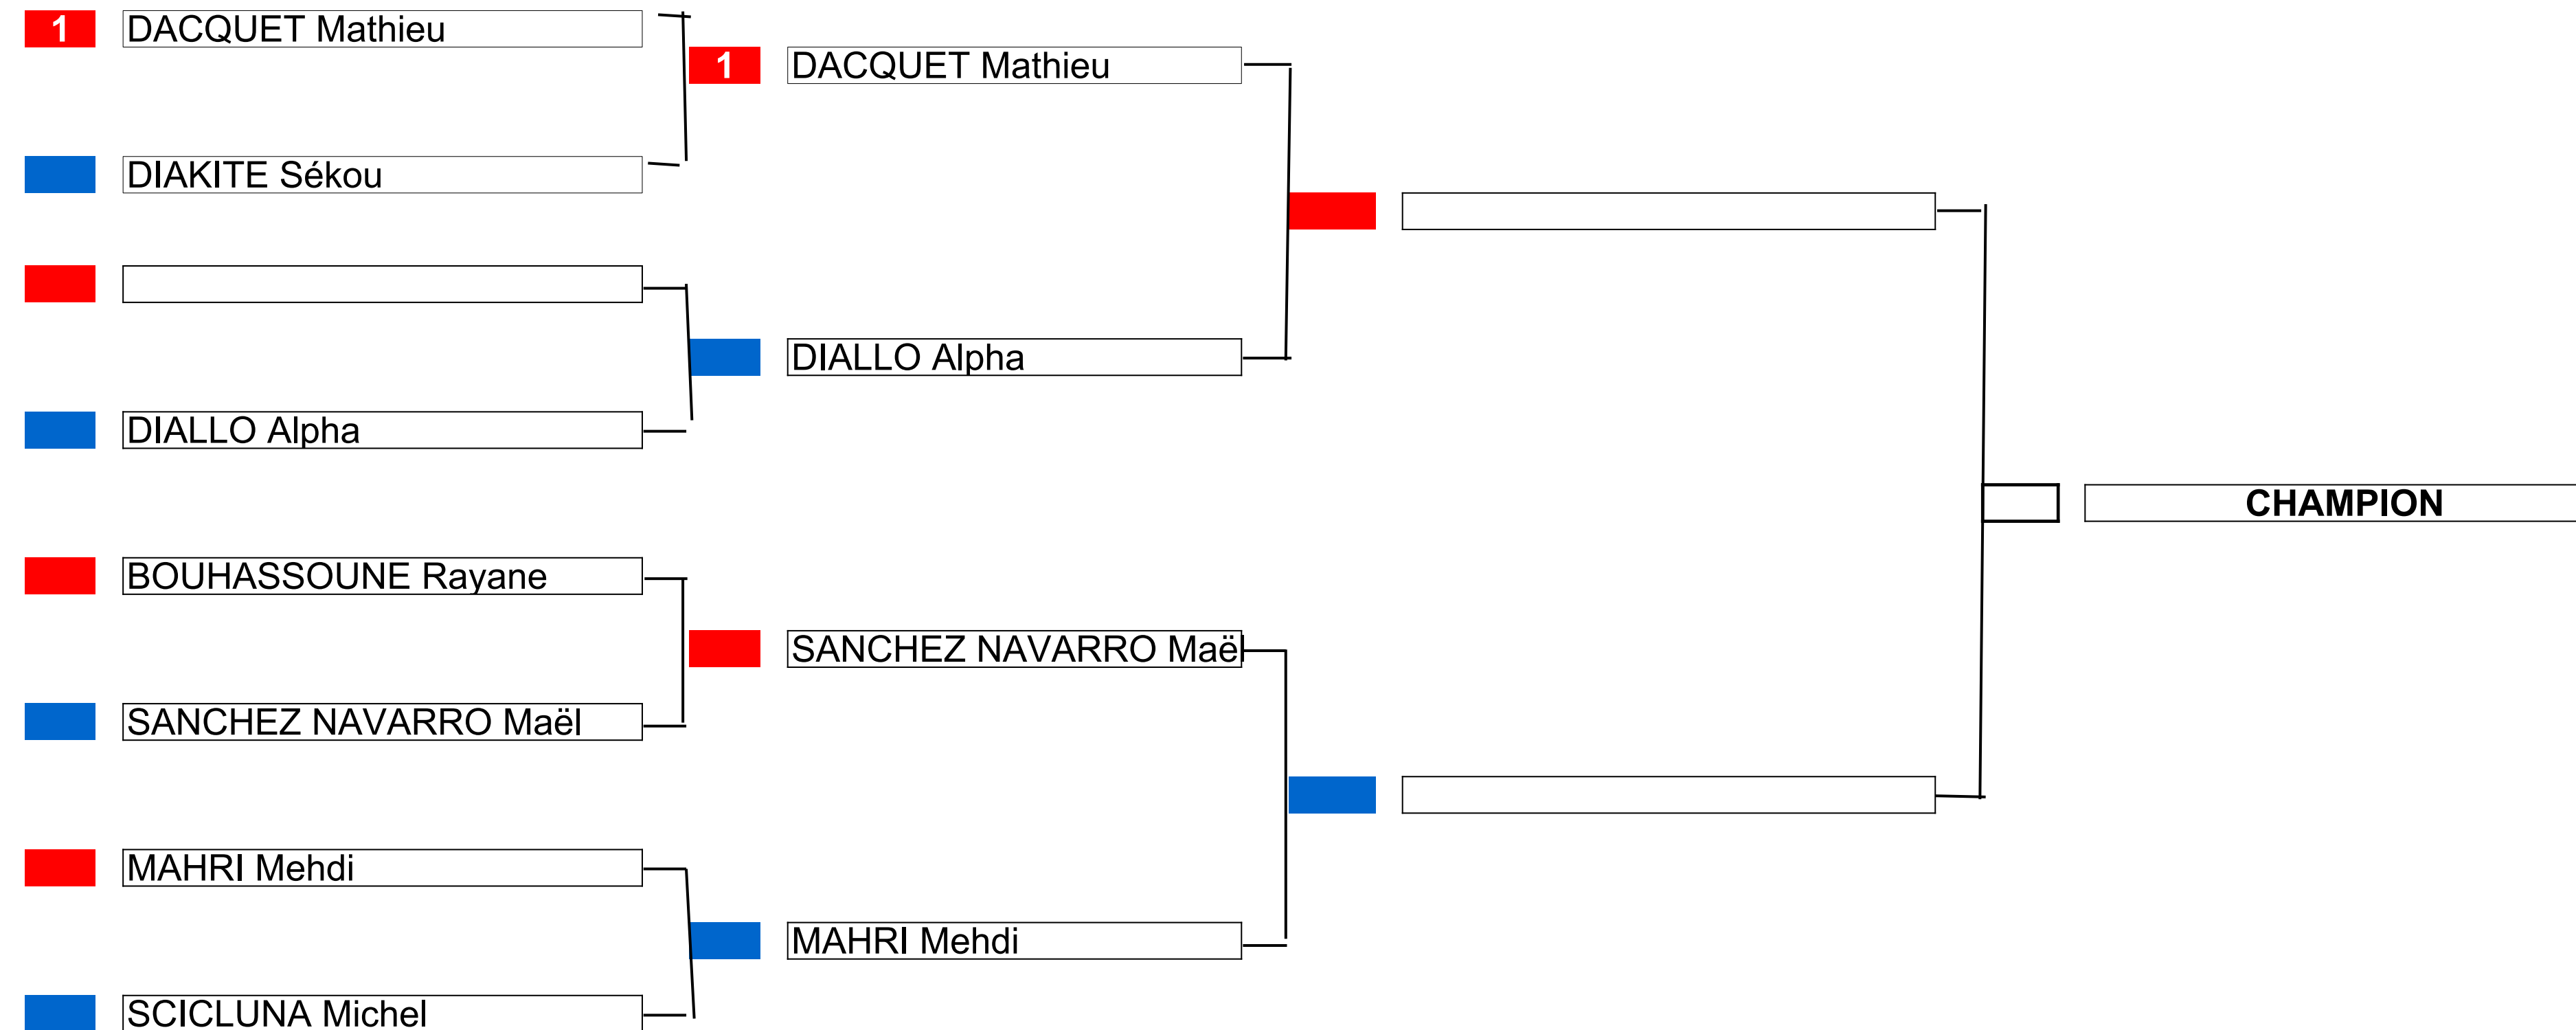 1 DACQUET Mathieu
1 DACQUET Mathieu
DIAKITE Sékou
DIALLO Alpha
DIALLO Alpha
CHAMPION
BOUHASSOUNE Rayane
SANCHEZ NAVARRO Maël
SANCHEZ NAVARRO Maël
MAHRI Mehdi
MAHRI Mehdi
SCICLUNA Michel